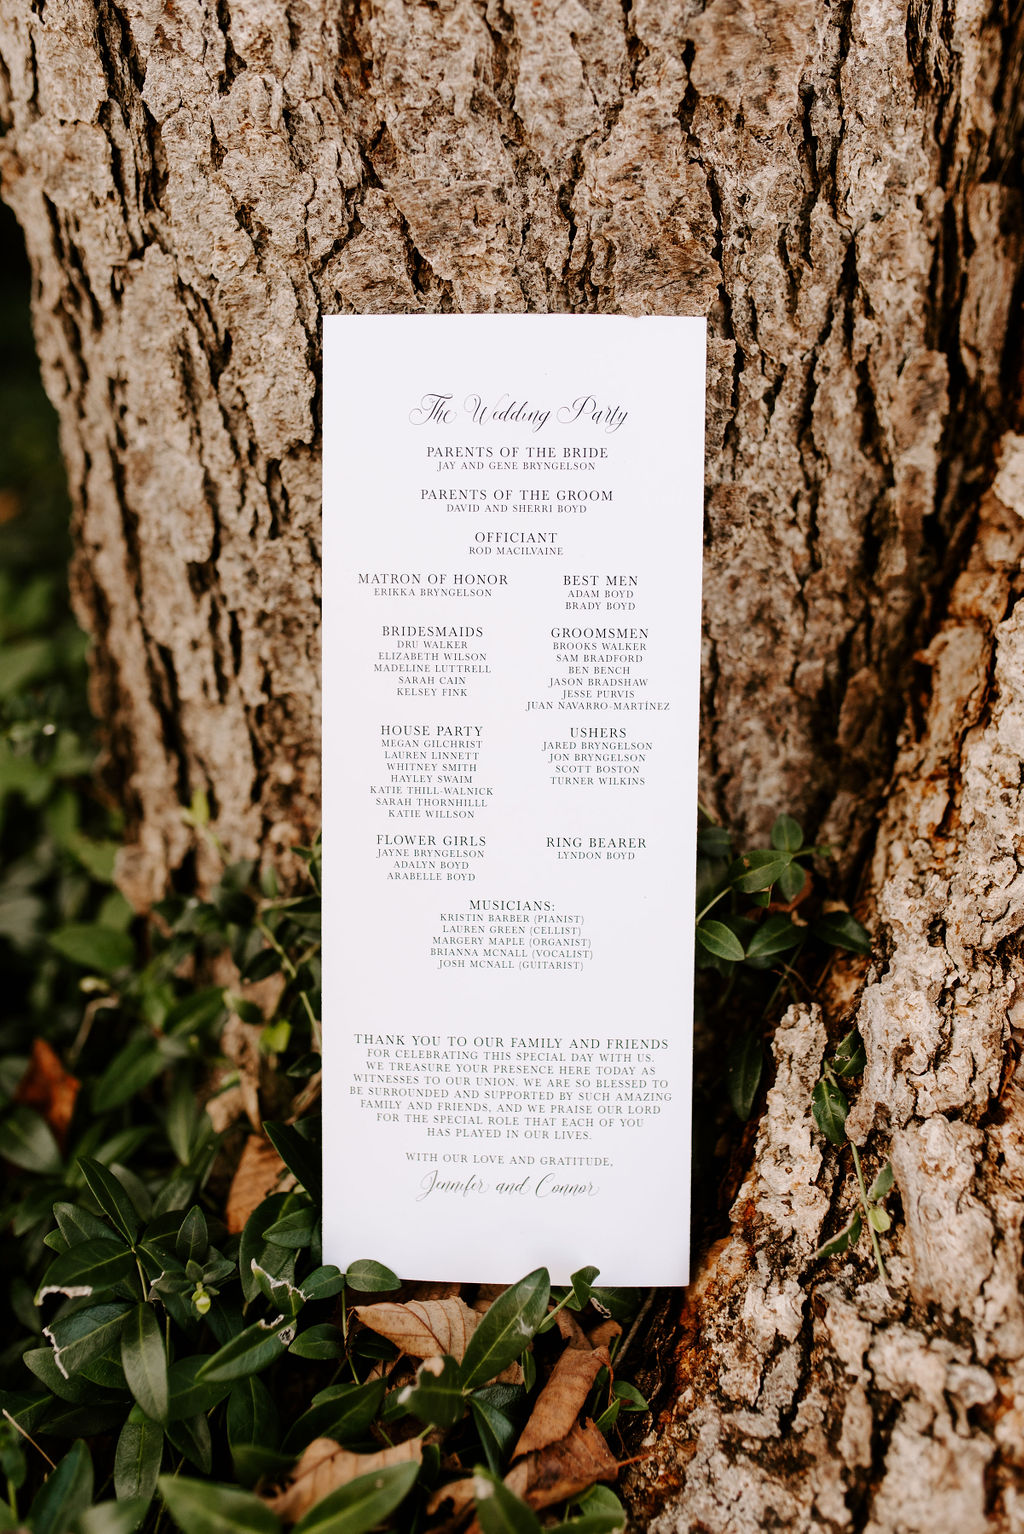 The Wedding Party
PARENTS OF THE BRIDE
JAY AND GENE BRYNGELSON
PARENTS OF THE GROOM
DAVID AND SHERRI BOYD
OFFICIANT
ROD MACILVAINE
MATRON OF HONOR
ERIKKA BRYNGELSON
BEST MEN
ADAM BOYD
BRADY BOYD
BRIDESMAIDS
DRU WALKER
ELIZABETH WILSON
MADELINE LUTTRELL
SARAH CAIN
KELSEY FINK
GROOMSMEN
BROOKS WALKER
SAM BRADFORD
BEN BENCH
JASON BRADSHAW
JESSE PURVIS
JUAN NAVARRO-MARTÍNEZ
HOUSE PARTY
MEGAN GILCHRIST
LAUREN LINNETT
WHITNEY SMITH
HAYLEY SWAIM
KATIE THILL-WALNICK
SARAH THORNHILLL
KATIE WILLSON
USHERS
JARED BRYNGELSON
JON BRYNGELSON
SCOTT BOSTON
TURNER WILKINS
FLOWER GIRLS
JAYNE BRYNGELSON
ADALYN BOYD
ARABELLE BOYD
RING BEARER
LYNDON BOYD
MUSICIANS:
KRISTIN BARBER (PIANIST)
LAUREN GREEN (CELLIST)
MARGERY MAPLE (ORGANIST)
BRIANNA MCNALL (VOCALIST)
JOSH MCNALL (GUITARIST)
THANK YOU TO OUR FAMILY AND FRIENDS
FOR CELEBRATING THIS SPECIAL DAY WITH US.
WE TREASURE YOUR PRESENCE HERE TODAY AS
WITNESSES TO OUR UNION. WE ARE SO BLESSED TO
BE SURROUNDED AND SUPPORTED BY SUCH AMAZING
FAMILY AND FRIENDS, AND WE PRAISE OUR LORD
FOR THE SPECIAL ROLE THAT EACH OF YOU
HAS PLAYED IN OUR LIVES.
WITH OUR LOVE AND GRATITUDE,
Jennifer and Connor